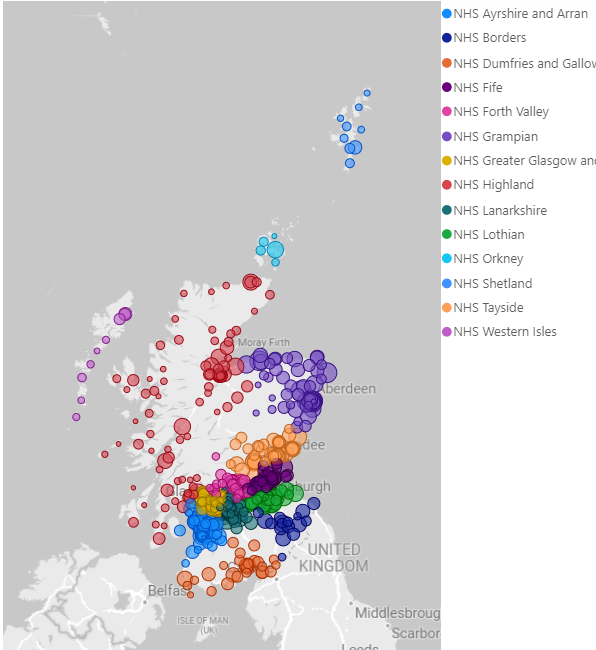 NHS Ayrshire and Arran
NHS Borders
NHS Dumfries and Gallow
NHS Fife
NHS Forth Valley
NHS Grampian
NHS Greater Glasgow and
NHS Highland
NHS Lanarkshire
NHS Lothian
NHS Orkney
NHS Shetland
NHS Tayside
NHS Western Isles
Moray Firth
Aberdeen
dee
burgh
UNITED
KINGDOM
Belfas
ISLE OF MAN
(UK)
Middlesbroug
Scarbor
Leeds